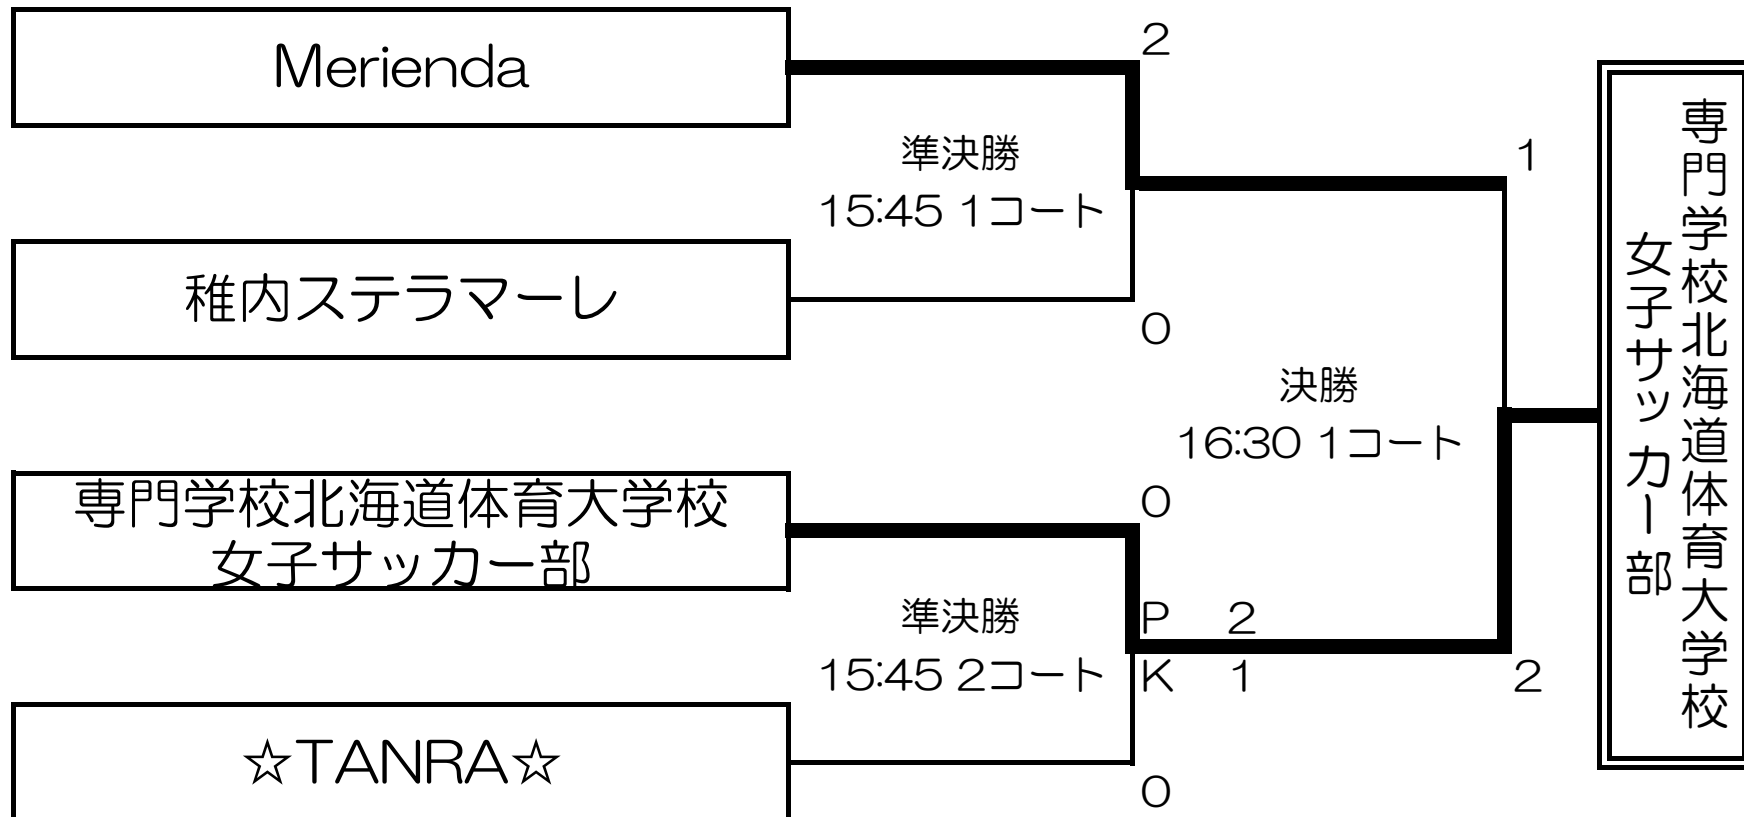 Merienda
2
準決勝
15:45 1コート
1
稚内ステラマーレ
0
決勝
16:30 1コート
専門学校北海道体育大学校
女子サッカー部
0
準決勝
15:45 2コート
P 2
K 1
2
☆TANRA☆
0
専門学校北海道体育大学校
女子サッカー部